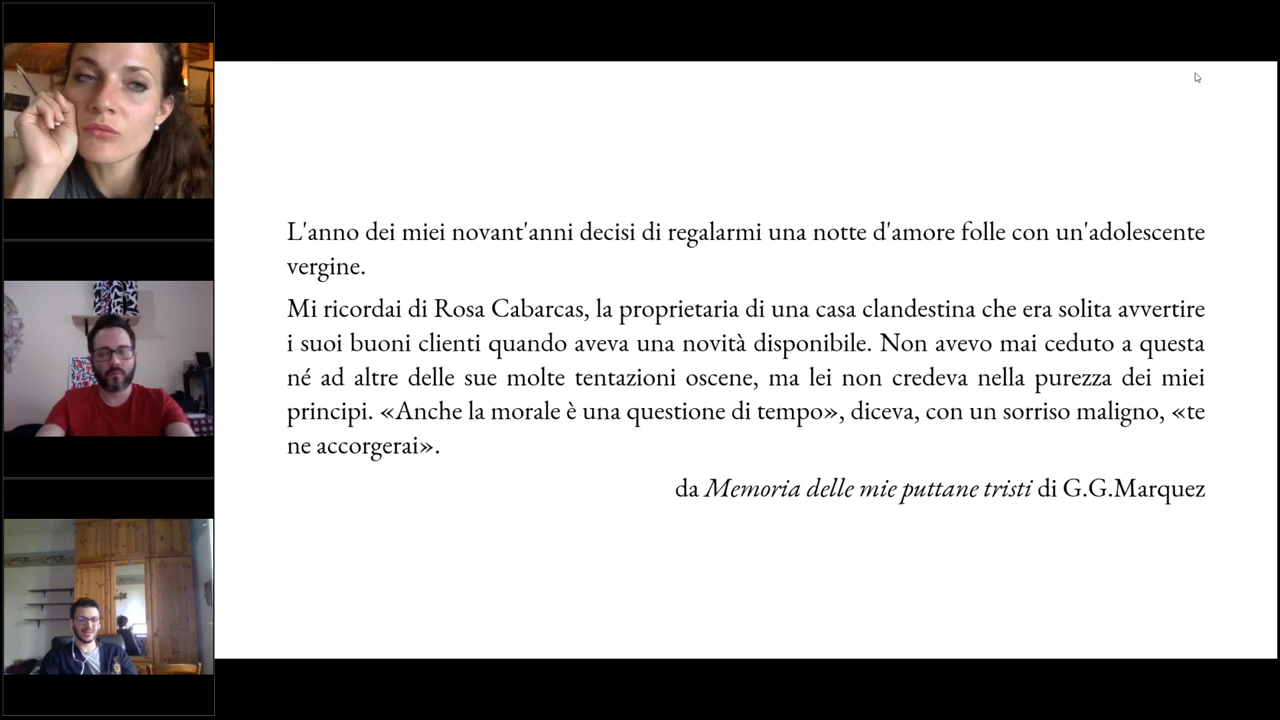 L'anno dei miei novant'anni decisi di regalarmi una notte d'amore folle con un'adolescente
vergine.
Mi ricordai di Rosa Cabarcas, la proprietaria di una casa clandestina che era solita avvertire
i suoi buoni clienti quando aveva una novità disponibile. Non avevo mai ceduto a questa
né ad altre delle sue molte tentazioni oscene, ma lei non credeva nella purezza dei miei
principi. «Anche la morale è una questione di tempo», diceva, con un sorriso maligno, «te
ne accorgerai».
da Memoria delle mie puttane tristi di G.G.Marquez